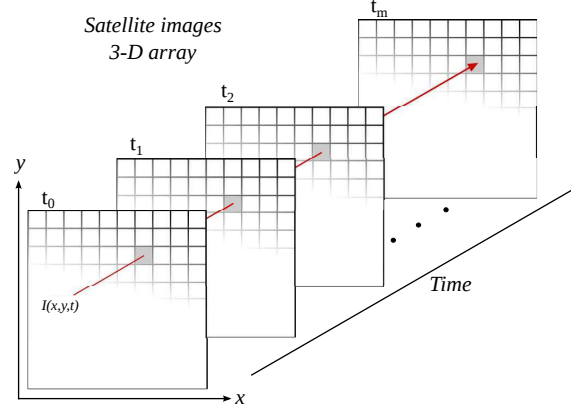 Satellite images
3-D array
t_m
t_2
t_1
y
t_0
I(x,y,t)
Time
x